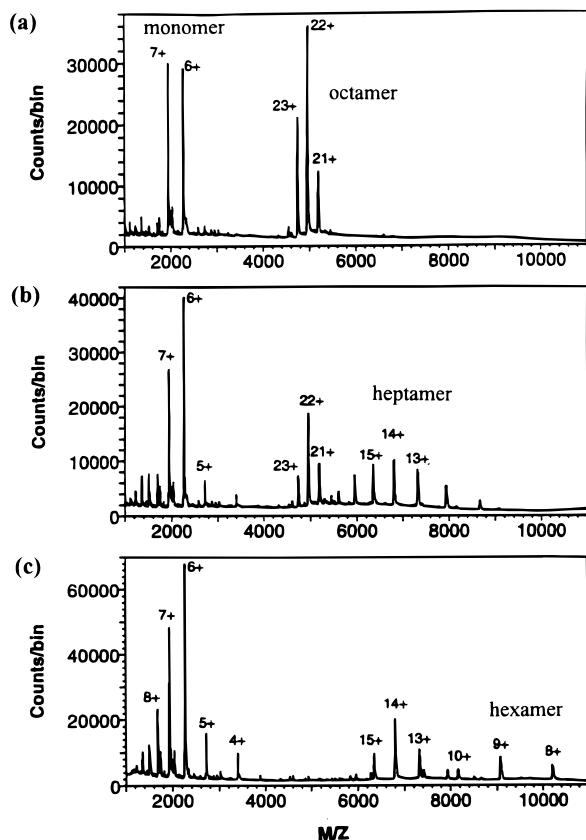 (a)
monomer
22+
7+
6+
octamer
23+
21+
Counts/bin
30000
20000
10000
0
2000 4000 6000 8000 10000
(b)
6+
7+
heptamer
22+
14+
5+
23+
21+
15+
13+
Counts/bin
40000
30000
20000
10000
0
2000 4000 6000 8000 10000
(c)
6+
7+
14+
8+
hexamer
5+
4+
15+
13+
10+
9+
8+
Counts/bin
60000
40000
20000
0
2000 4000 6000 8000 10000
M/Z